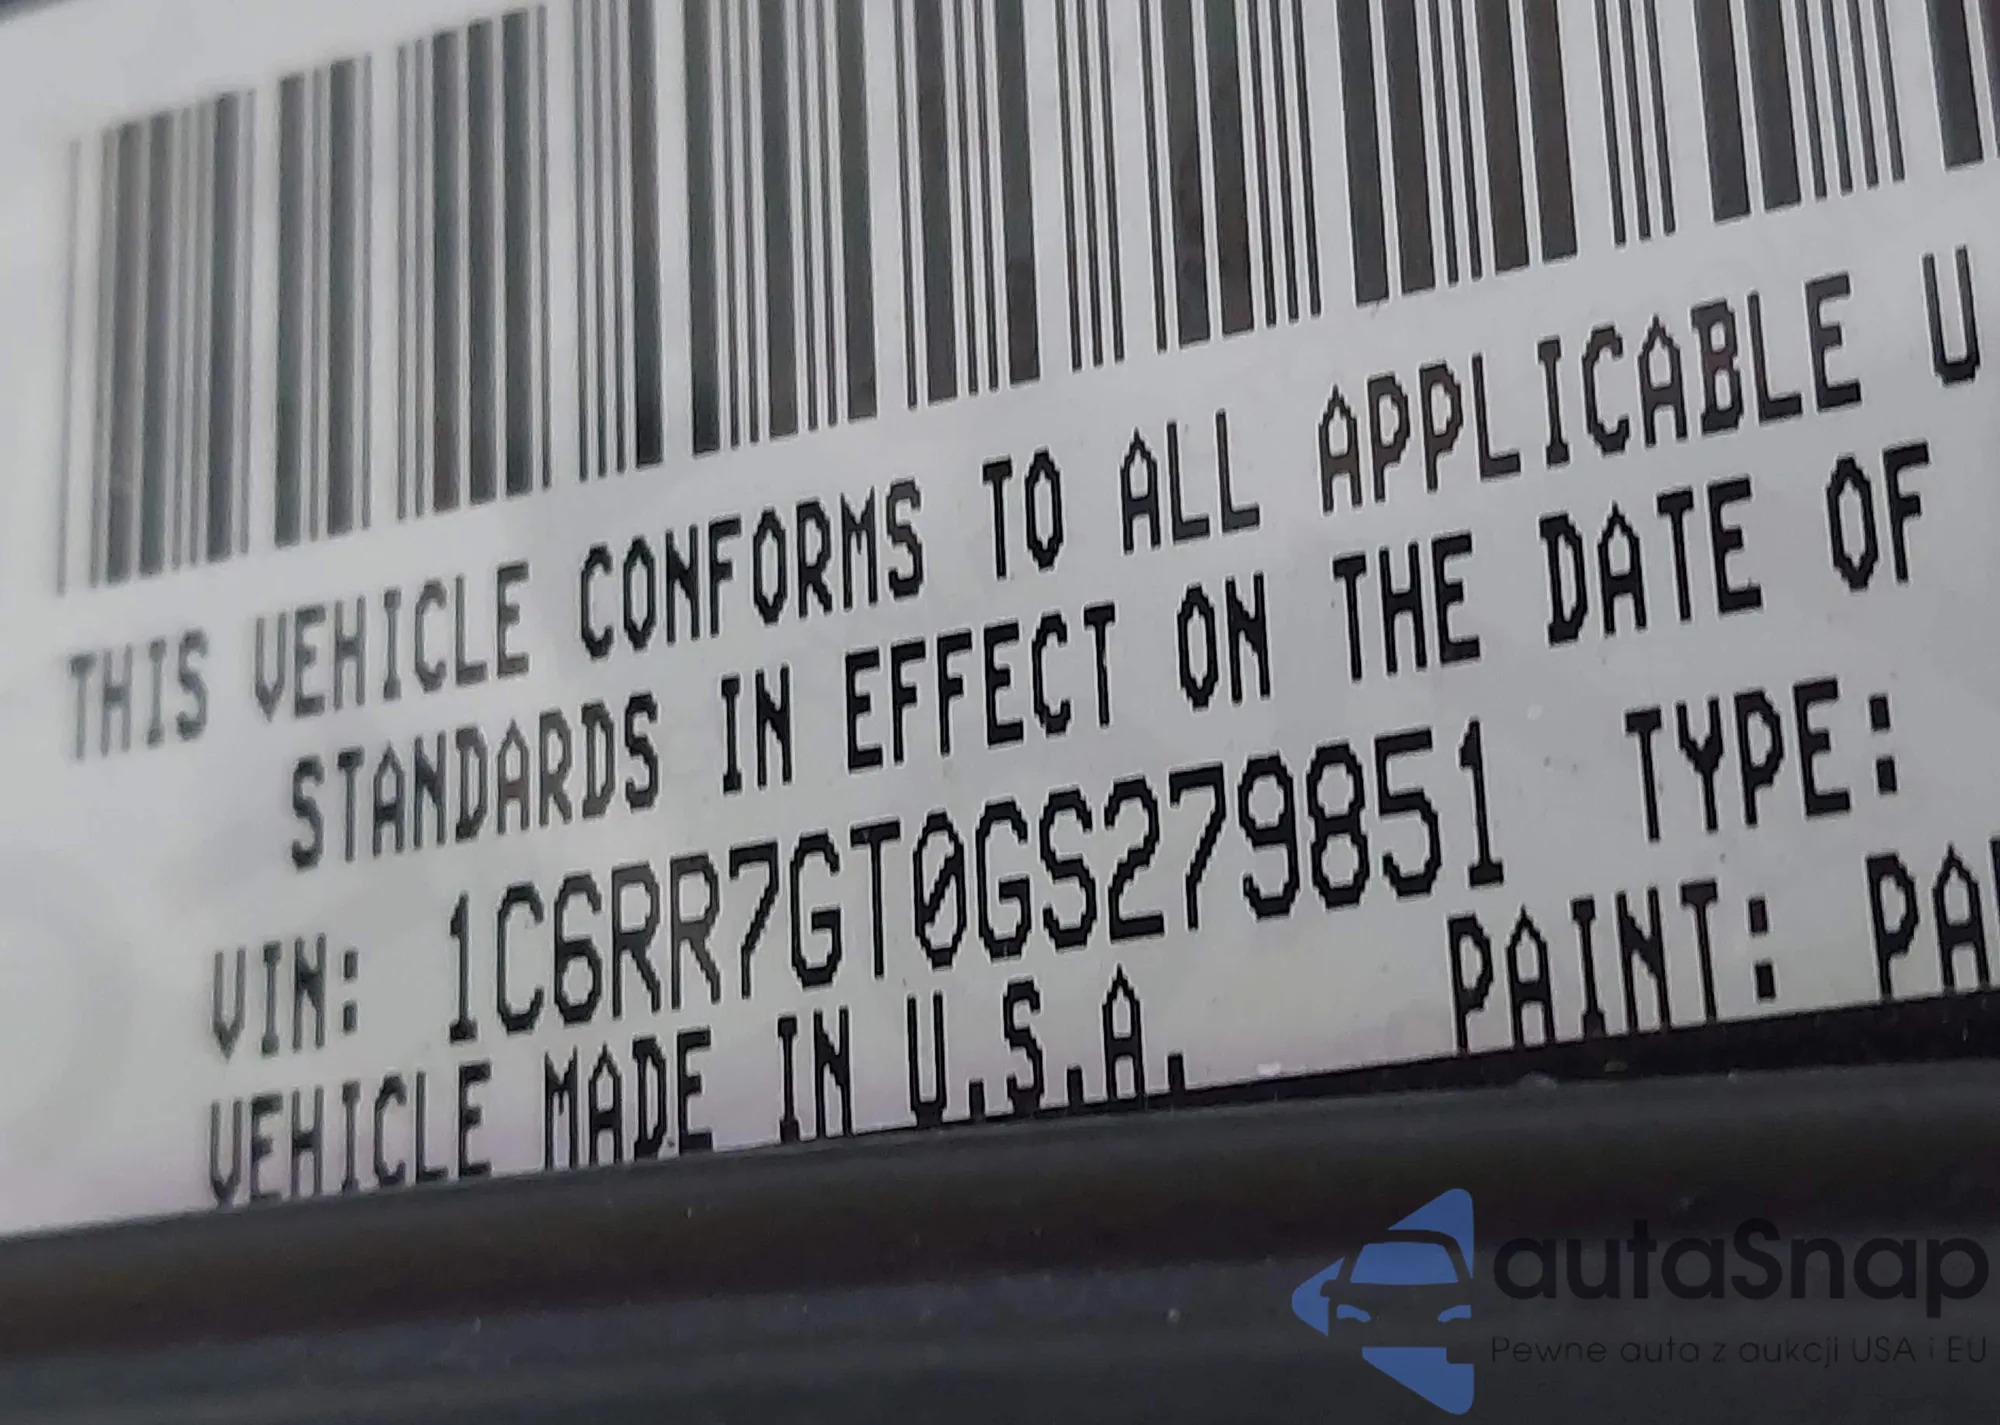 THIS VEHICLE CONFORMS TO ALL APPLICABLE U
STANDARDS IN EFFECT ON THE DATE OF
VIN: 1C6RR7GT0GS279851 TYPE:
VEHICLE MADE IN U.S.A. PAINT: PA
autaSnap
Pewne auta z aukcji USA i EU